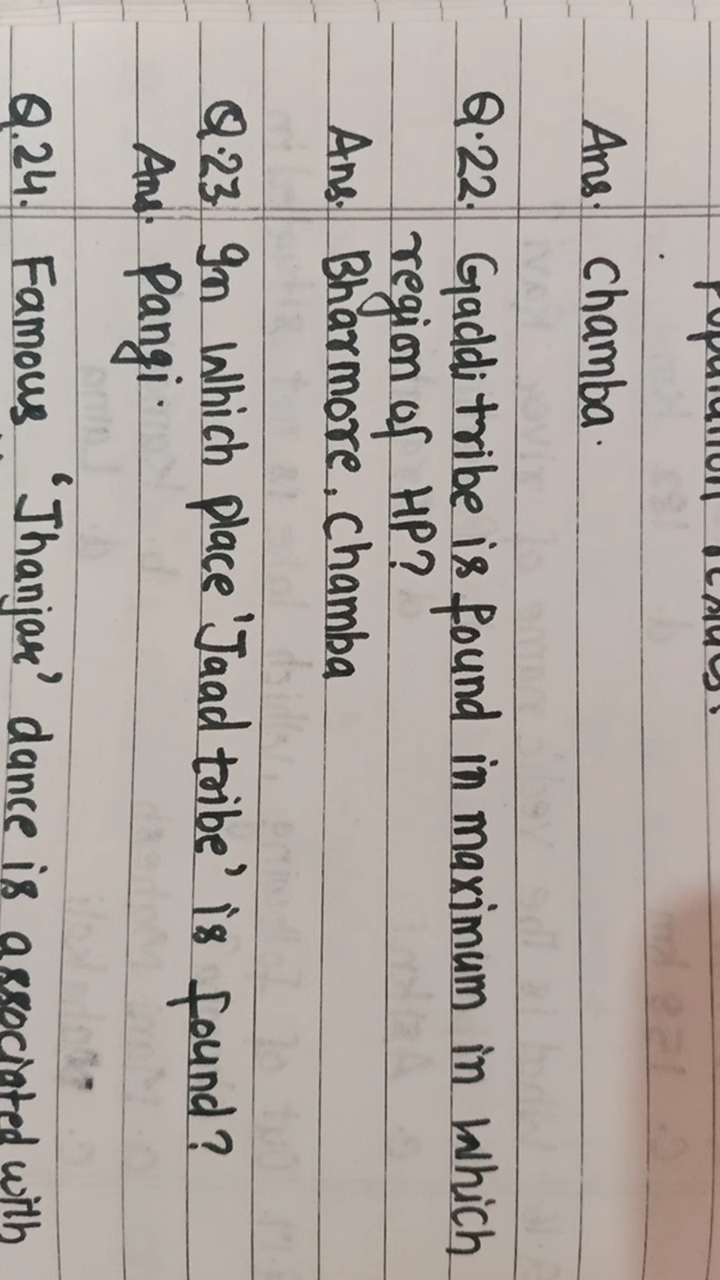 Ans. Chamba.
Q.22. Gaddi tribe is found in maximum in which
region of HP?
Ans. Bharmore, Chamba
Q.23. In which place 'Jaad tribe' is found?
Ans. Pangi.
Q.24. Famous 'Jhanjar' dance is associated with